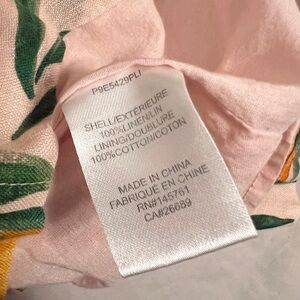 P9E5429PLI
SHELL/EXTÉRIEURE
100%LINEN/LIN
LINING/DOUBLURE
100%COTTON/COTON
MADE IN CHINA
FABRIQUE EN CHINE
RN#145761
CA#26689